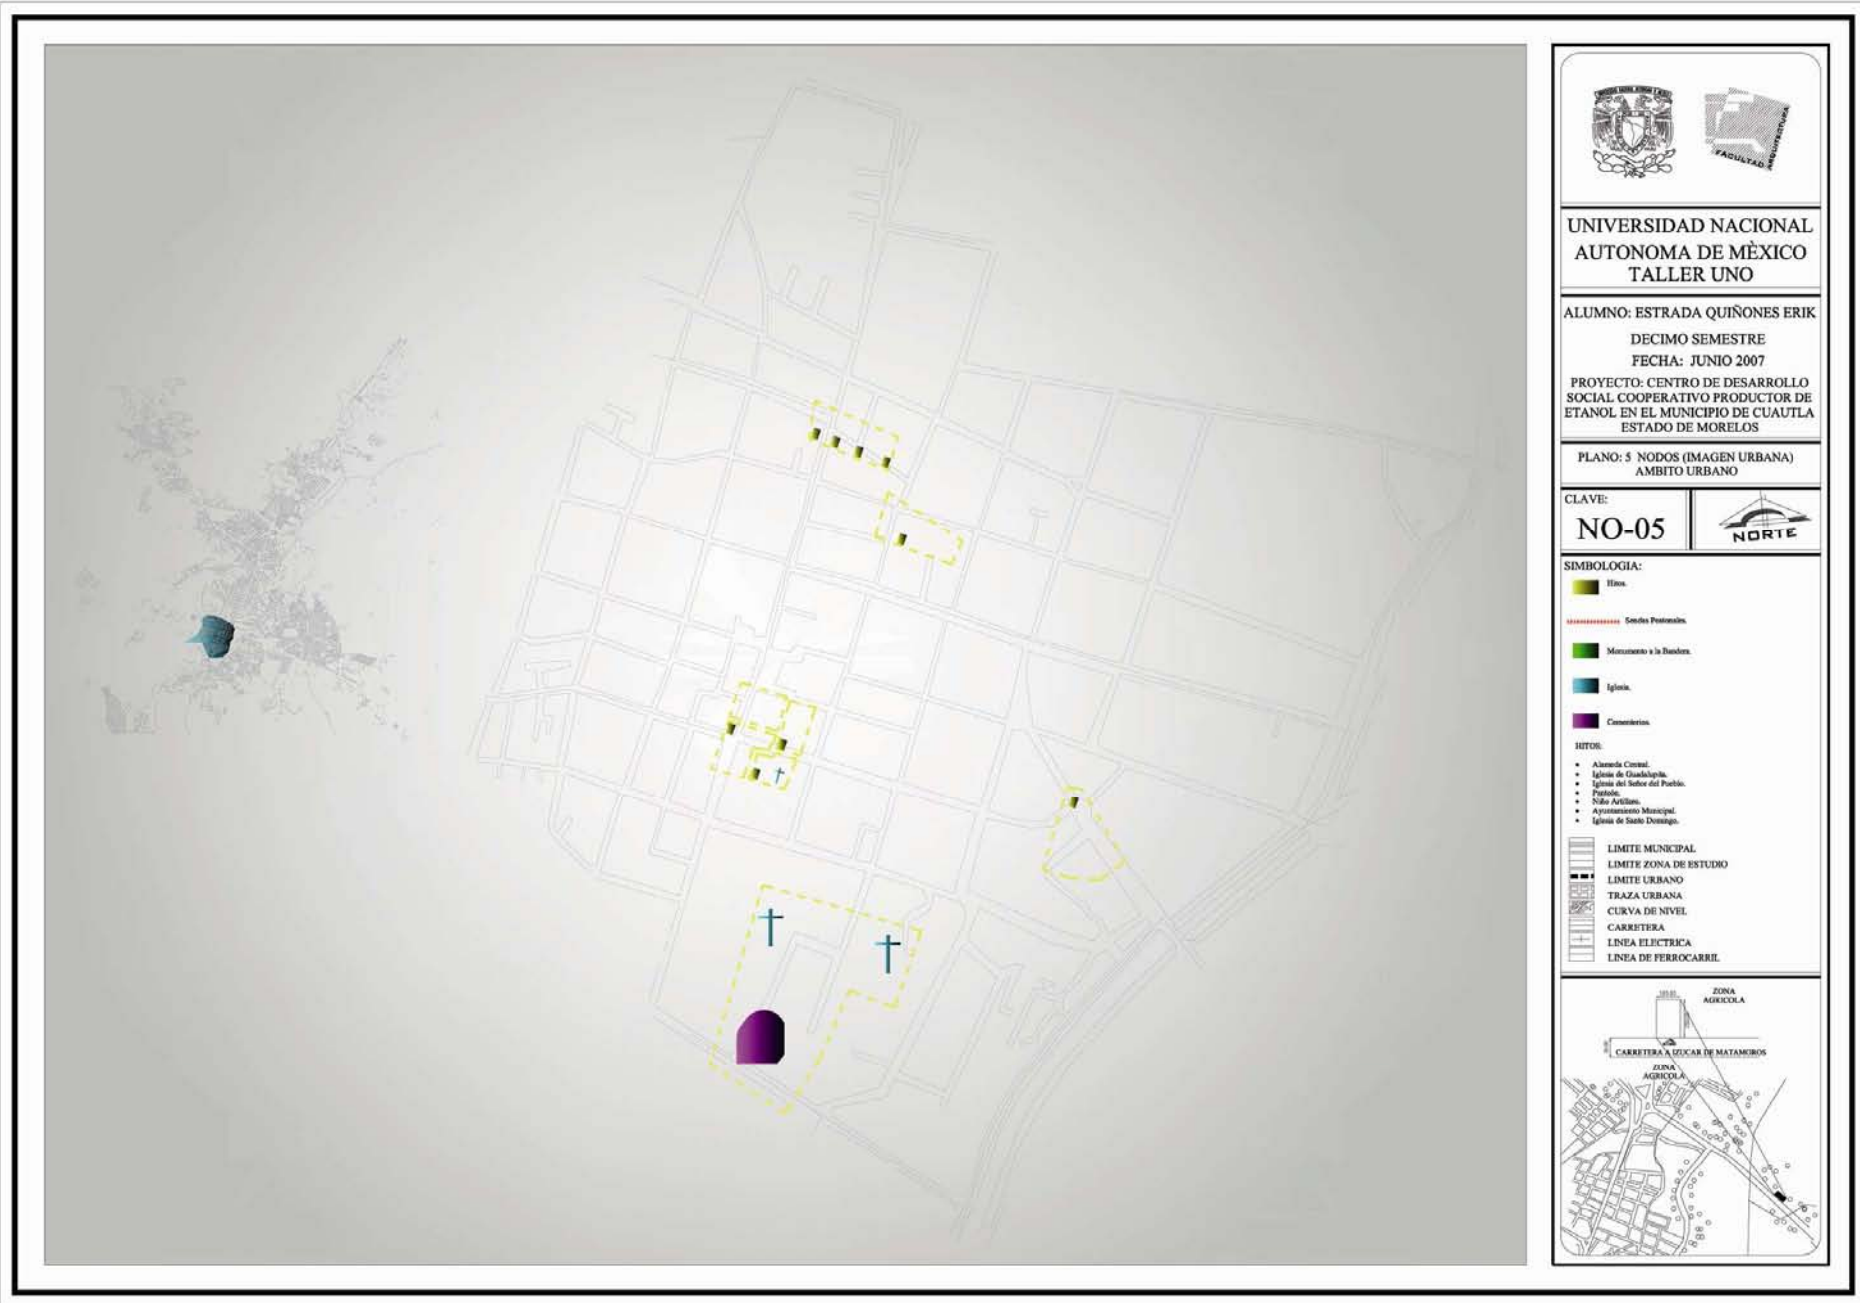 FACULTAD
ARQUITECTURA
UNIVERSIDAD NACIONAL
AUTONOMA DE MÈXICO
TALLER UNO
ALUMNO: ESTRADA QUIÑONES ERIK
DECIMO SEMESTRE
FECHA: JUNIO 2007
PROYECTO: CENTRO DE DESARROLLO
SOCIAL COOPERATIVO PRODUCTOR DE
ETANOL EN EL MUNICIPIO DE CUAUTLA
ESTADO DE MORELOS
PLANO: 5 NODOS (IMAGEN URBANA)
AMBITO URBANO
CLAVE:
NO-05
NORTE
SIMBOLOGIA:
Hitos.
Sendas Peatonales.
Monumento a la Bandera.
Iglesia.
Cementerios.
HITOS:
Alameda Central.
Iglesia de Guadalupita.
Iglesia del Señor del Pueblo.
Panteón.
Niño Artillero.
Ayuntamiento Municipal.
Iglesia de Santo Domingo.
LIMITE MUNICIPAL
LIMITE ZONA DE ESTUDIO
LIMITE URBANO
TRAZA URBANA
CURVA DE NIVEL
CARRETERA
LINEA ELECTRICA
LINEA DE FERROCARRIL
ZONA
AGRICOLA
CARRETERA A IZUCAR DE MATAMOROS
ZONA
AGRICOLA